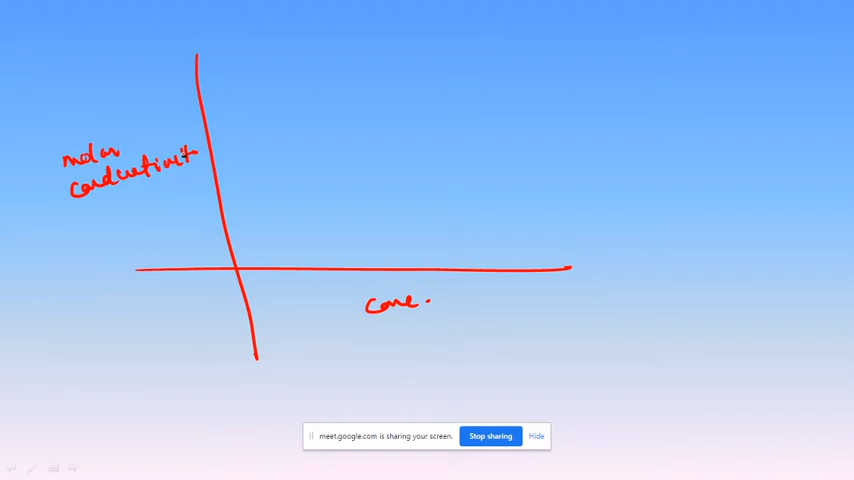 molar
conductivity
Conc.
meet.google.com is sharing your screen. Stop sharing Hide